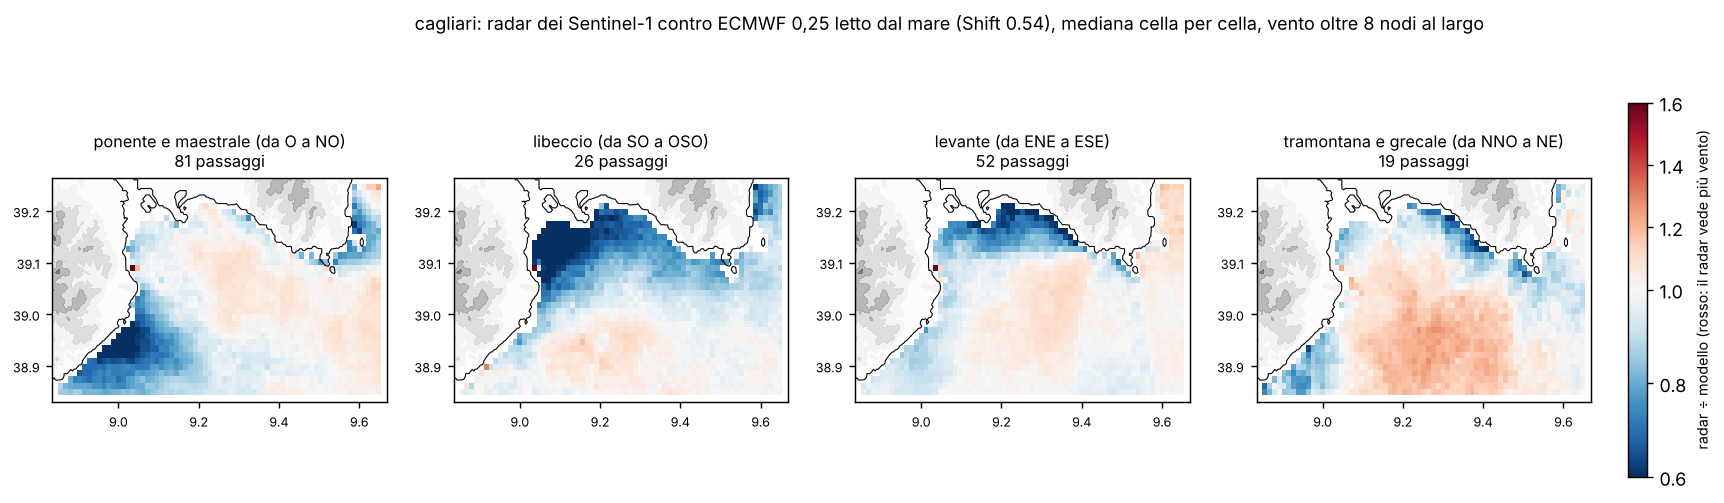 cagliari: radar dei Sentinel-1 contro ECMWF 0,25 letto dal mare (Shift 0.54), mediana cella per cella, vento oltre 8 nodi al largo
ponente e maestrale (da O a NO)
81 passaggi
libeccio (da SO a OSO)
26 passaggi
levante (da ENE a ESE)
52 passaggi
tramontana e grecale (da NNO a NE)
19 passaggi
39.2
39.1
39.0
38.9
9.0 9.2 9.4 9.6
39.2
39.1
39.0
38.9
9.0 9.2 9.4 9.6
39.2
39.1
39.0
38.9
9.0 9.2 9.4 9.6
39.2
39.1
39.0
38.9
9.0 9.2 9.4 9.6
1.6
1.4
1.2
1.0
0.8
0.6
radar ÷ modello (rosso: il radar vede più vento)